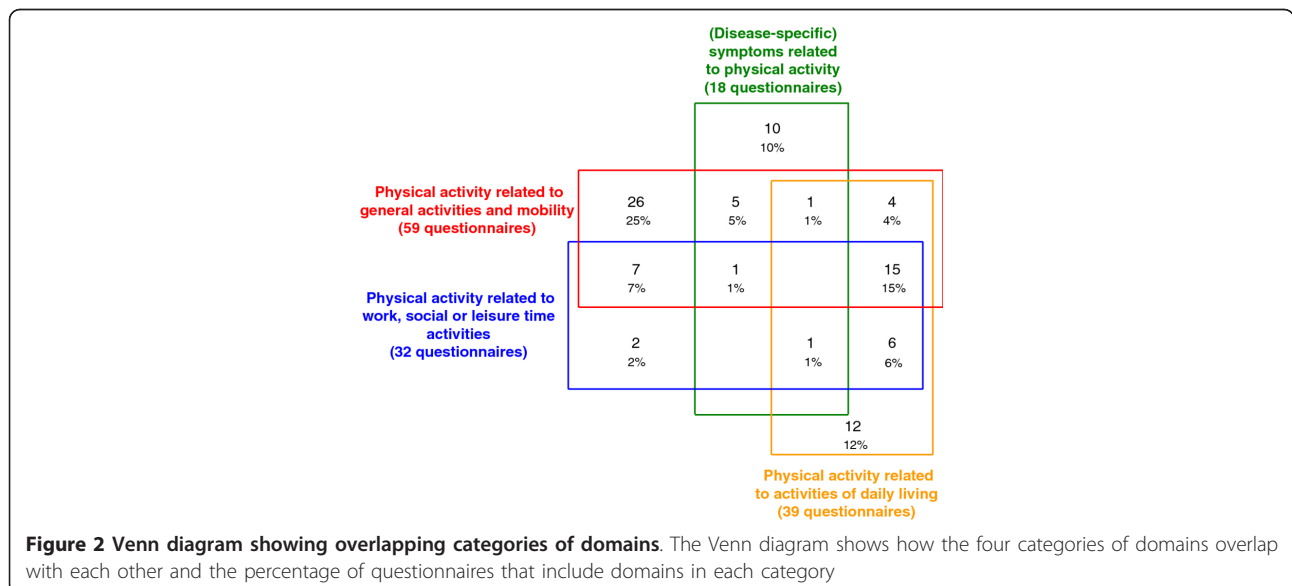 (Disease-specific)
symptoms related
to physical activity
(18 questionnaires)
10
10%
Physical activity related to
general activities and mobility
(59 questionnaires)
26
25%
5
5%
1
1%
4
4%
Physical activity related to
work, social or leisure time
activities
(32 questionnaires)
7
7%
1
1%
15
15%
2
2%
1
1%
6
6%
12
12%
Physical activity related
to activities of daily living
(39 questionnaires)
Figure 2 Venn diagram showing overlapping categories of domains. The Venn diagram shows how the four categories of domains overlap
with each other and the percentage of questionnaires that include domains in each category